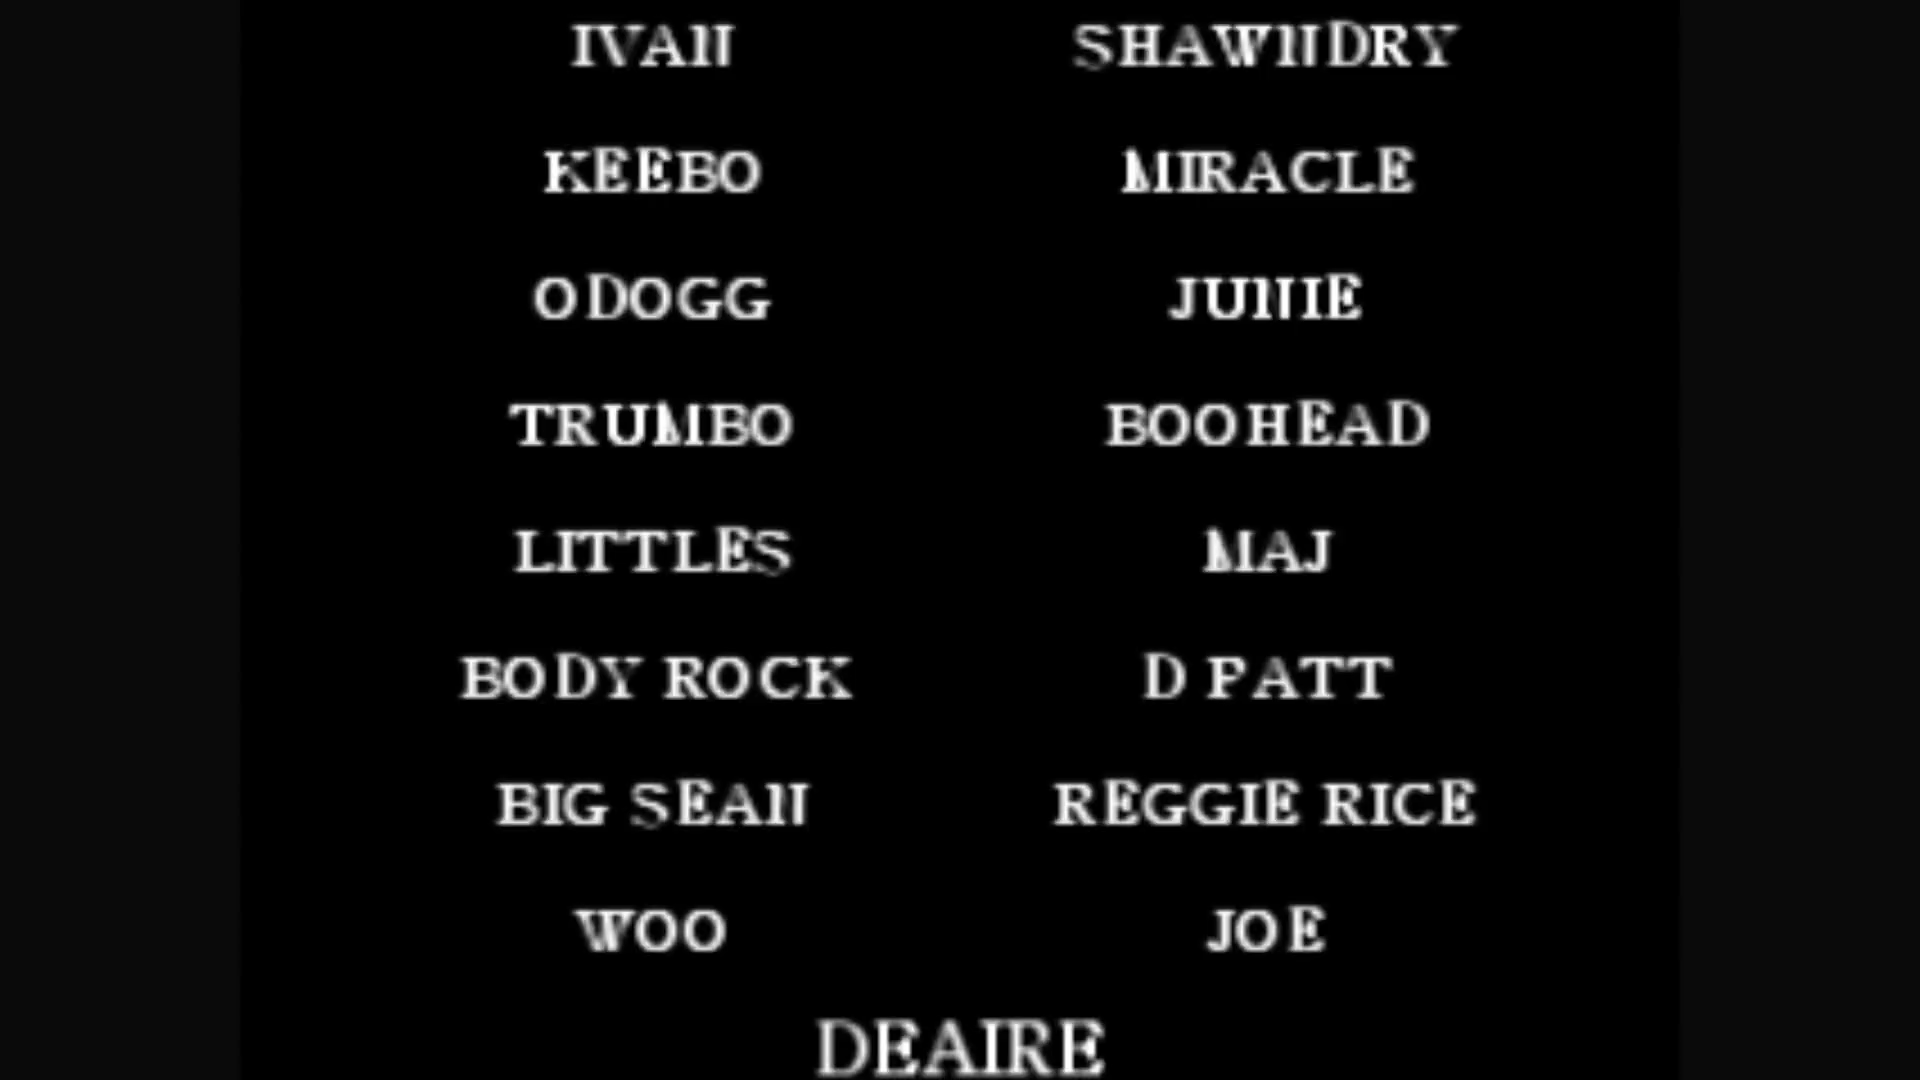 IVAN SHAWNDRY
KEEBO MIRACLE
ODOGG JUNIE
TRUMBO BOOHEAD
LITTLES MAJ
BODY ROCK D PATT
BIG SEAN REGGIE RICE
WOO JOE
DEAIRE